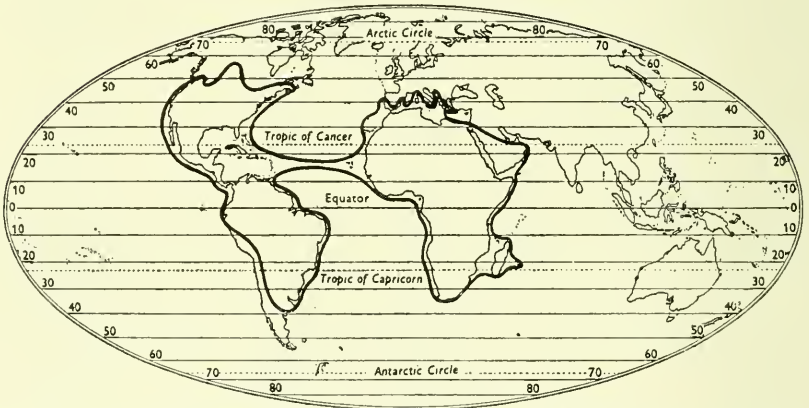 80 Arctic Circle 80
70 70
60 60
50 50
40 40
30 Tropic of Cancer 30
20 20
10 10
0 Equator 0
10 10
20 20
Tropic of Capricorn
30 30
40 40
50 50
60 60
70 Antarctic Circle 70
80 80